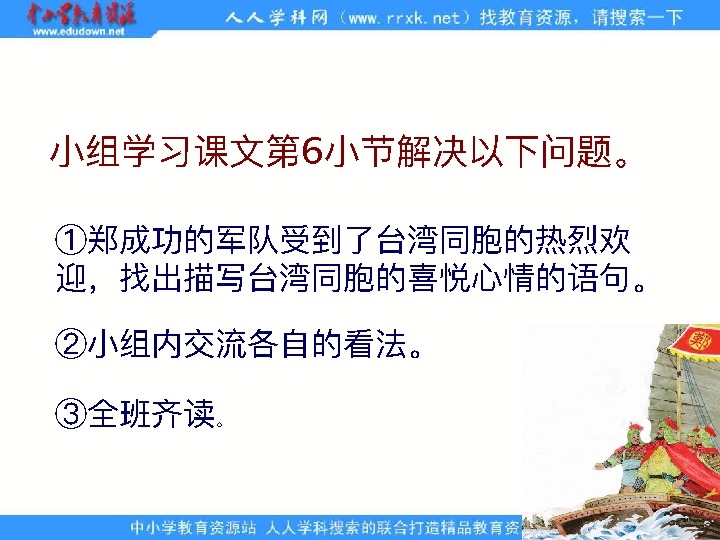 中小学教育资源
www.edudown.net
人人学科网（www.rrxk.net）找教育资源，请搜索一下
小组学习课文第6小节解决以下问题。
①郑成功的军队受到了台湾同胞的热烈欢
迎，找出描写台湾同胞的喜悦心情的语句。
②小组内交流各自的看法。
③全班齐读。
鄭
中小学教育资源站 人人学科搜索的联合打造精品教育资